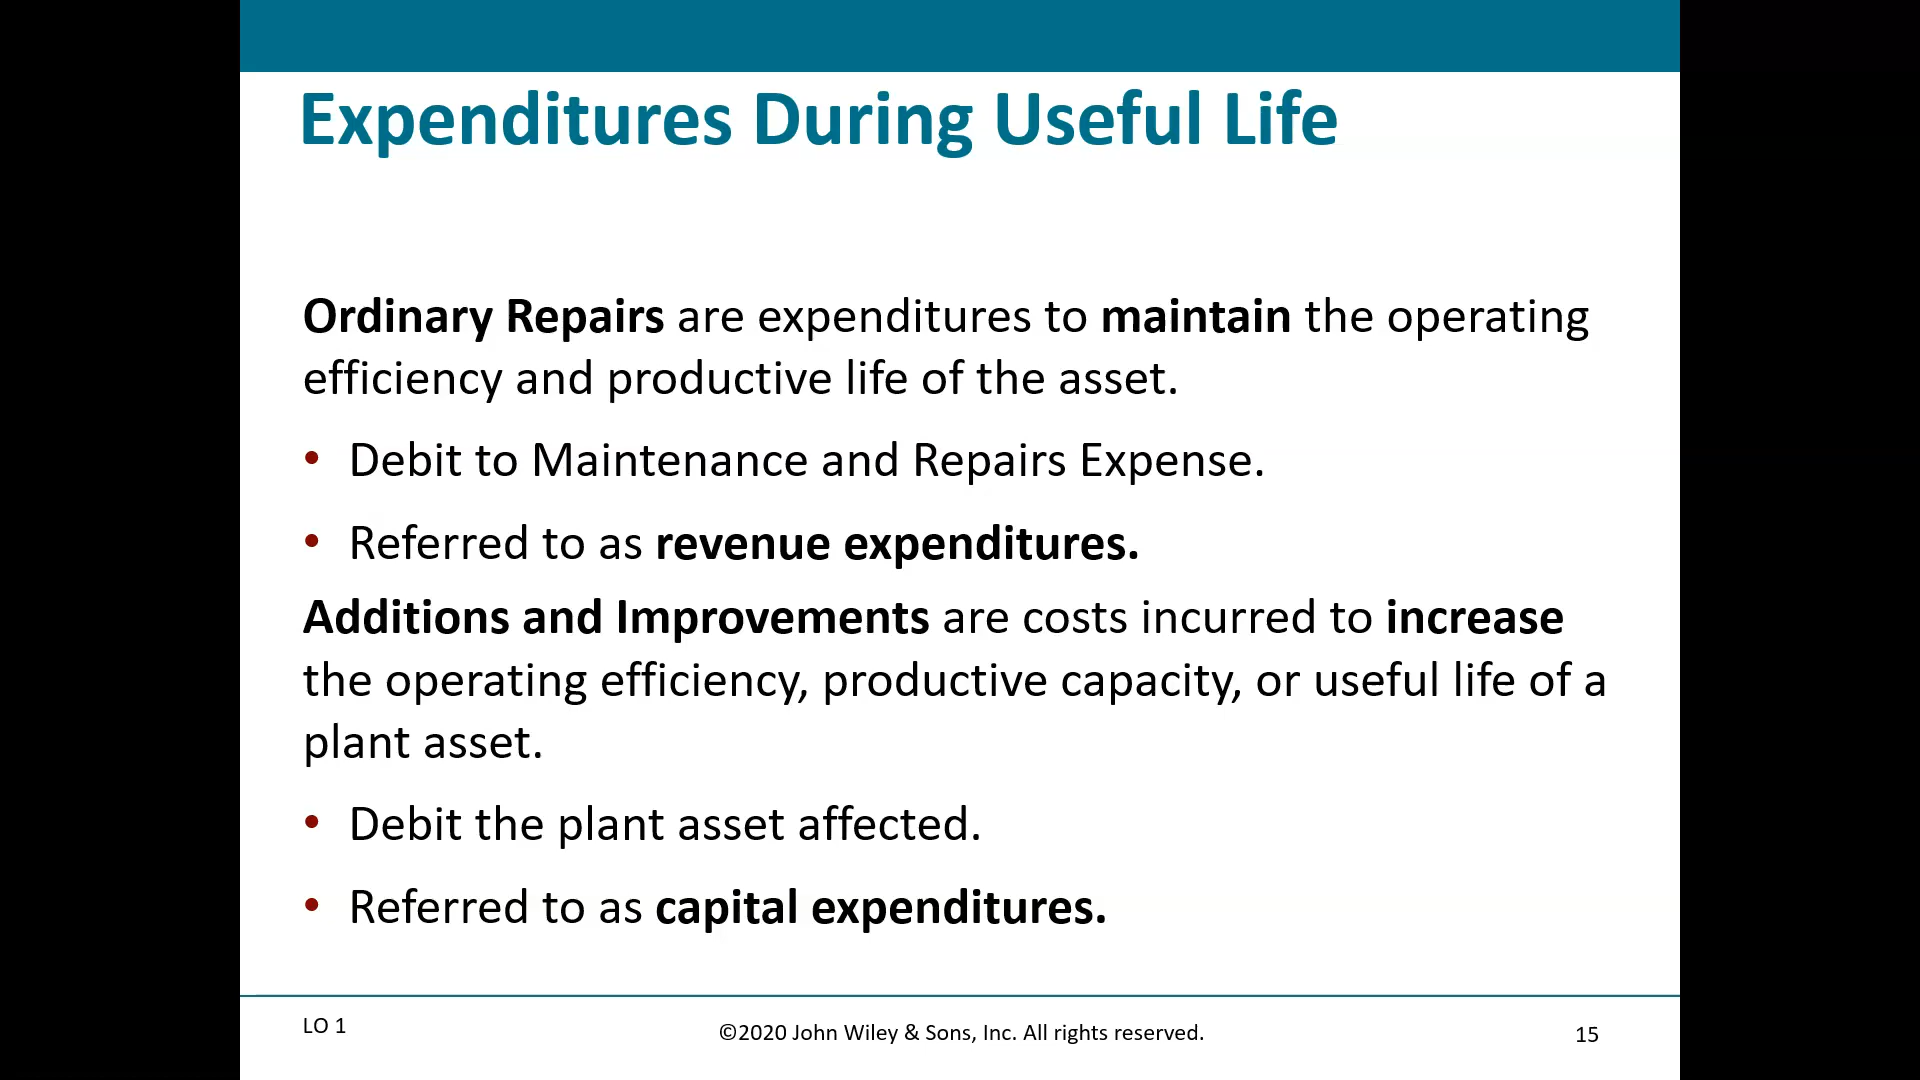 Expenditures During Useful Life
Ordinary Repairs are expenditures to maintain the operating
efficiency and productive life of the asset.
• Debit to Maintenance and Repairs Expense.
• Referred to as revenue expenditures.
Additions and Improvements are costs incurred to increase
the operating efficiency, productive capacity, or useful life of a
plant asset.
• Debit the plant asset affected.
• Referred to as capital expenditures.
LO 1
©2020 John Wiley & Sons, Inc. All rights reserved.
15